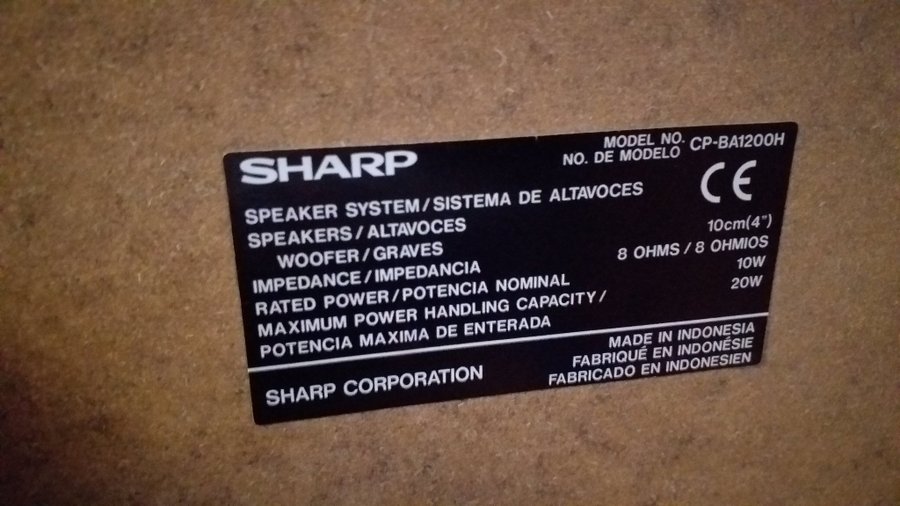 SHARP
MODEL NO. CP-BA1200H
NO. DE MODELO
CE
SPEAKER SYSTEM/SISTEMA DE ALTAVOCES
SPEAKERS/ALTAVOCES
WOOFER/GRAVES 10cm(4")
IMPEDANCE/IMPEDANCIA 8 OHMS/8 OHMIOS
RATED POWER/POTENCIA NOMINAL 10W
MAXIMUM POWER HANDLING CAPACITY/ 20W
POTENCIA MAXIMA DE ENTERADA
SHARP CORPORATION
MADE IN INDONESIA
FABRIQUÉ EN INDONÉSIE
FABRICADO EN INDONESIEN